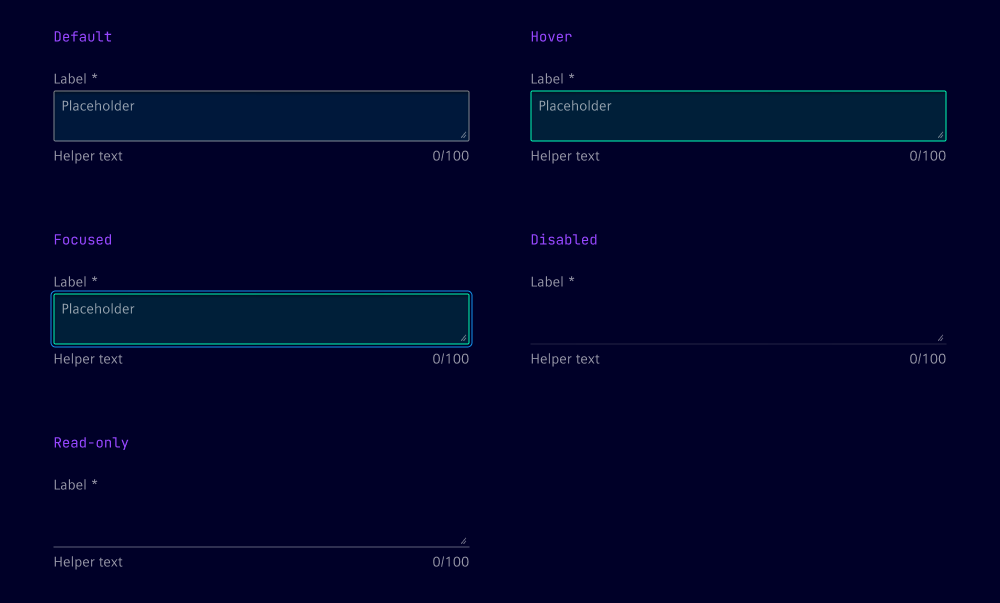 Default
Label *
Placeholder
Helper text 0/100
Hover
Label *
Placeholder
Helper text 0/100
Focused
Label *
Placeholder
Helper text 0/100
Disabled
Label *
Helper text 0/100
Read-only
Label *
Helper text 0/100